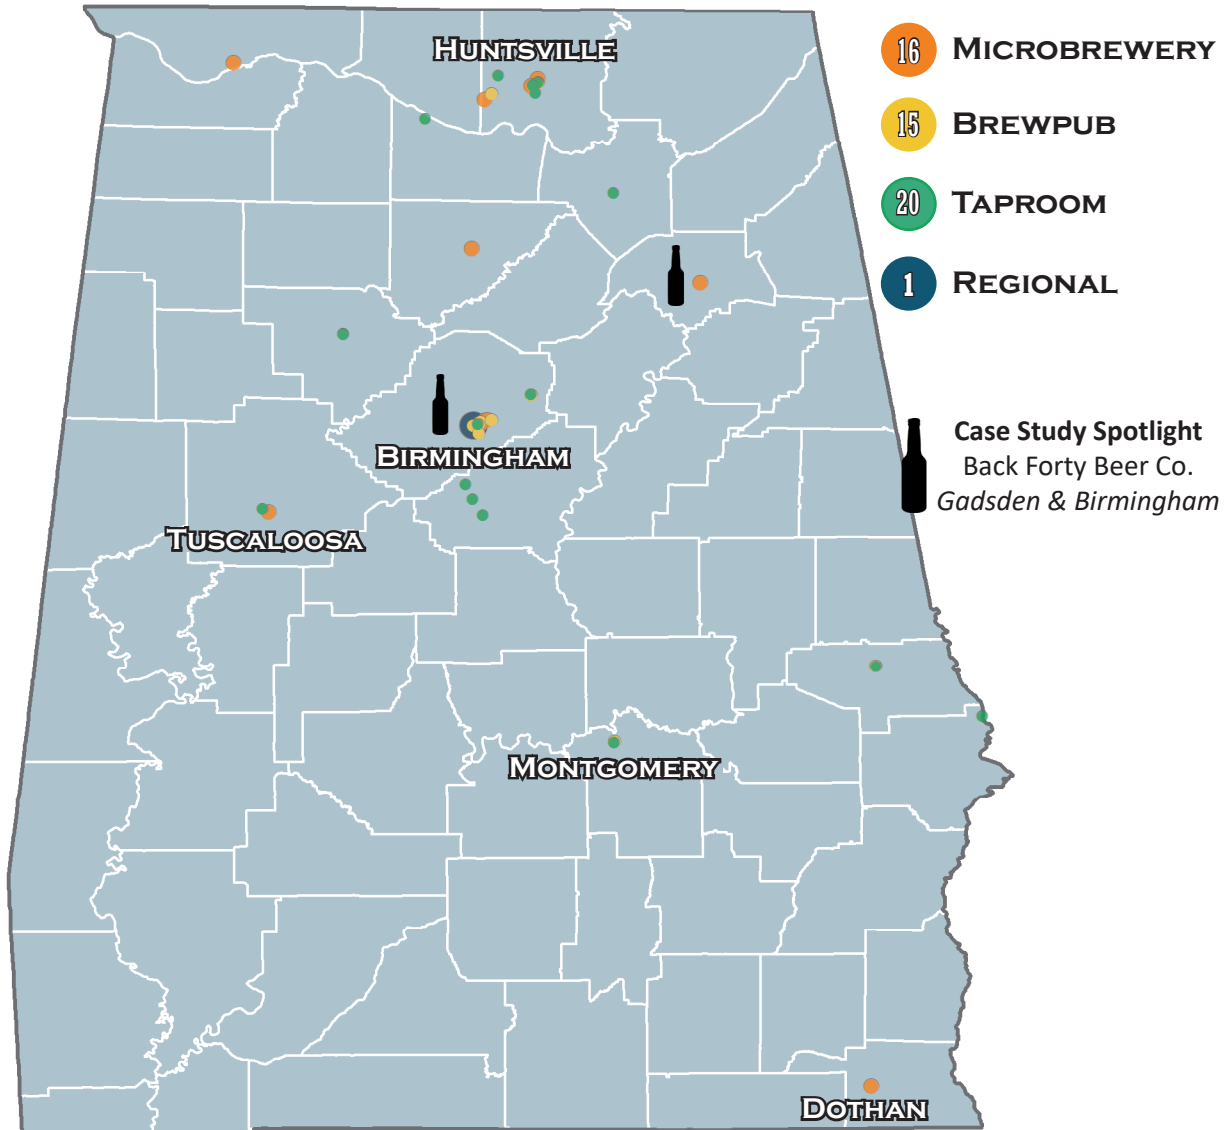 HUNTSVILLE
16 MICROBREWERY
15 BREWPUB
20 TAPROOM
1 REGIONAL
Case Study Spotlight
Back Forty Beer Co.
Gadsden & Birmingham
BIRMINGHAM
TUSCALOOSA
MONTGOMERY
DOTHAN